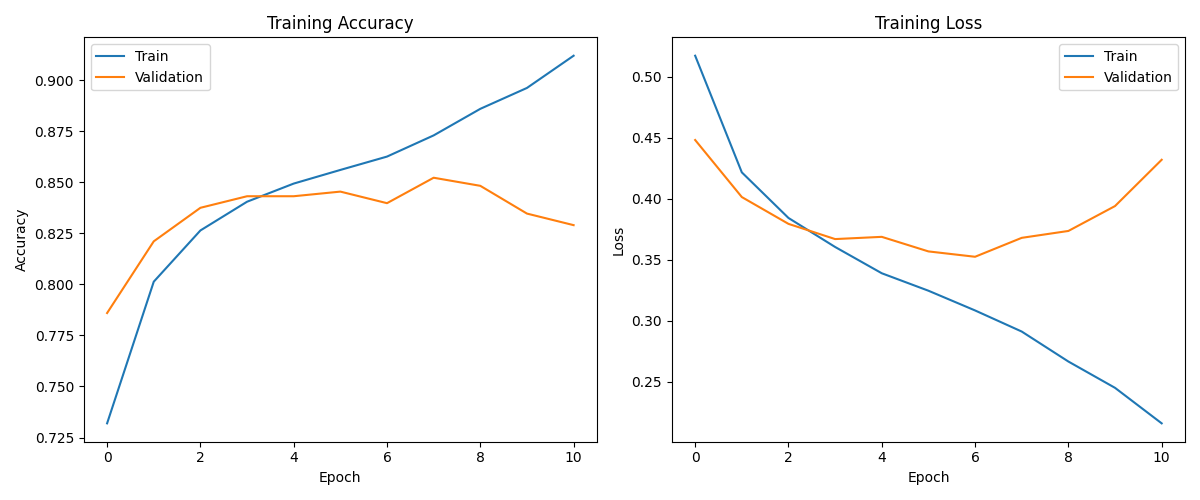 Training Accuracy
Train
Validation
0.900
0.875
0.850
0.825
0.800
0.775
0.750
0.725
Accuracy
0 2 4 6 8 10
Epoch
Training Loss
Train
Validation
0.50
0.45
0.40
0.35
0.30
0.25
Loss
0 2 4 6 8 10
Epoch